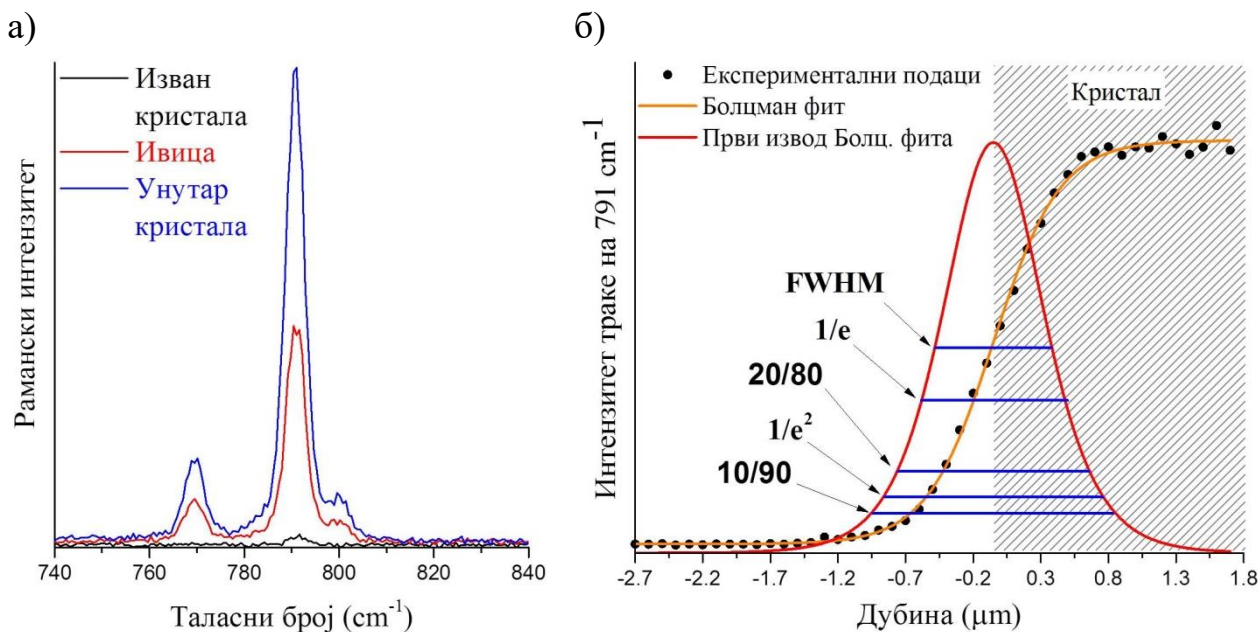 а)
Рамански интензитет
Изван
кристала
Ивица
Унутар
кристала
740 760 780 800 820 840
Таласни број (cm⁻¹)
б)
Интензитет траке на 791 cm⁻¹
Експериментални подаци
Болцман фит
Први извод Болц. фита
Кристал
FWHM
1/e
20/80
1/e²
10/90
-2.7 -2.2 -1.7 -1.2 -0.7 -0.2 0.3 0.8 1.3 1.8
Дубина (μm)